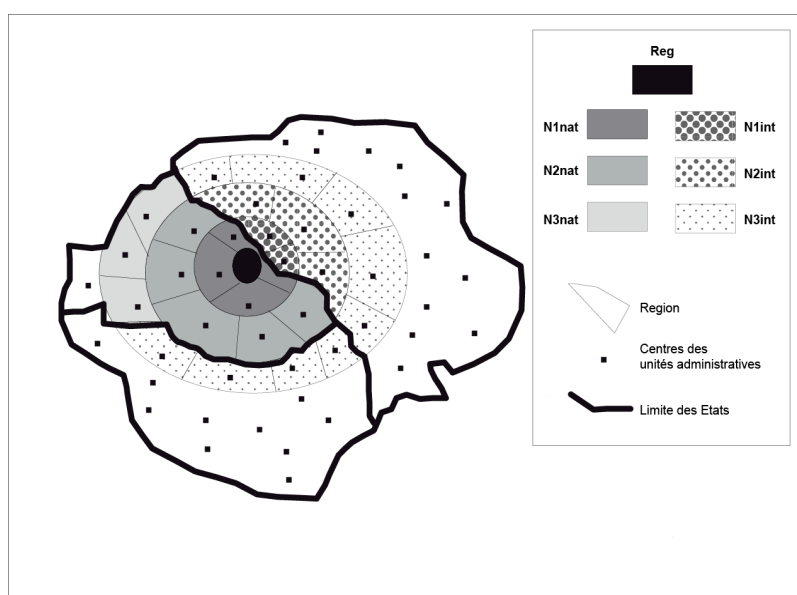 Reg
N1nat
N1int
N2nat
N2int
N3nat
N3int
Region
Centres des
unités administratives
Limite des Etats